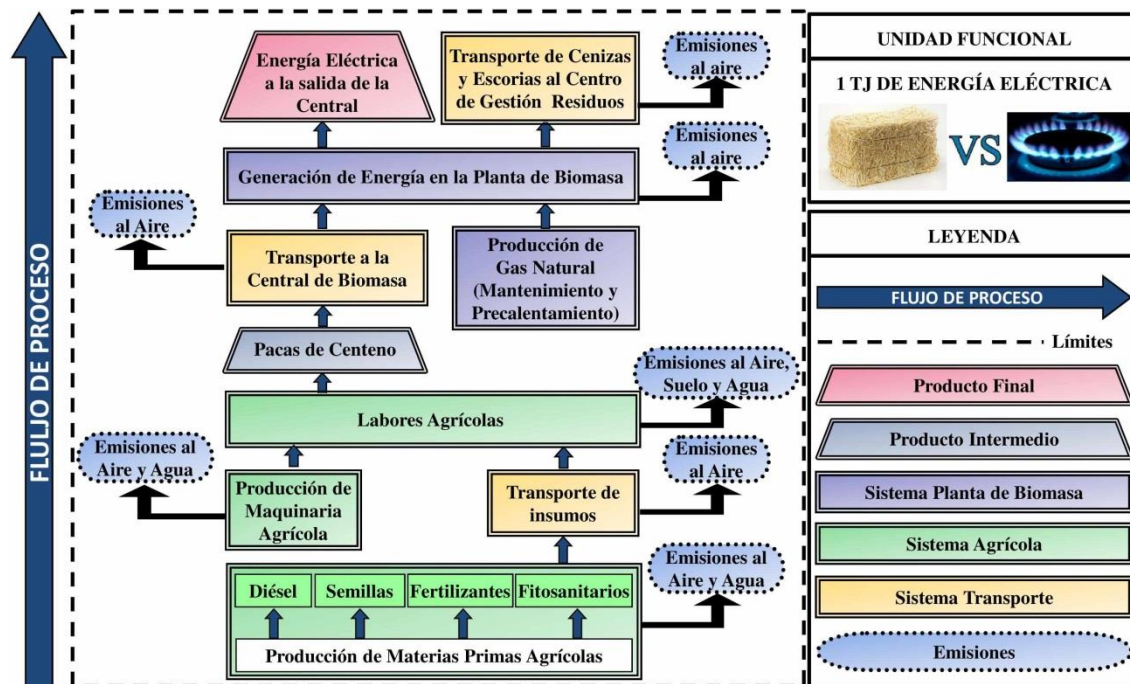 FLUJO DE PROCESO
Energía Eléctrica
a la salida de la
Central
Transporte de Cenizas
y Escorias al Centro
de Gestión Residuos
Emisiones
al aire
Generación de Energía en la Planta de Biomasa
Emisiones
al aire
Emisiones
al Aire
Transporte a la
Central de Biomasa
Producción de
Gas Natural
(Mantenimiento y
Precalentamiento)
Pacas de Centeno
Emisiones al Aire,
Suelo y Agua
Labores Agrícolas
Emisiones al
Aire y Agua
Producción de
Maquinaria
Agrícola
Transporte de
insumos
Emisiones
al Aire
Emisiones al
Aire y Agua
Diésel
Semillas
Fertilizantes
Fitosanitarios
Producción de Materias Primas Agrícolas
UNIDAD FUNCIONAL
1 TJ DE ENERGÍA ELÉCTRICA
VS
LEYENDA
FLUJO DE PROCESO
Límites
Producto Final
Producto Intermedio
Sistema Planta de Biomasa
Sistema Agrícola
Sistema Transporte
Emisiones